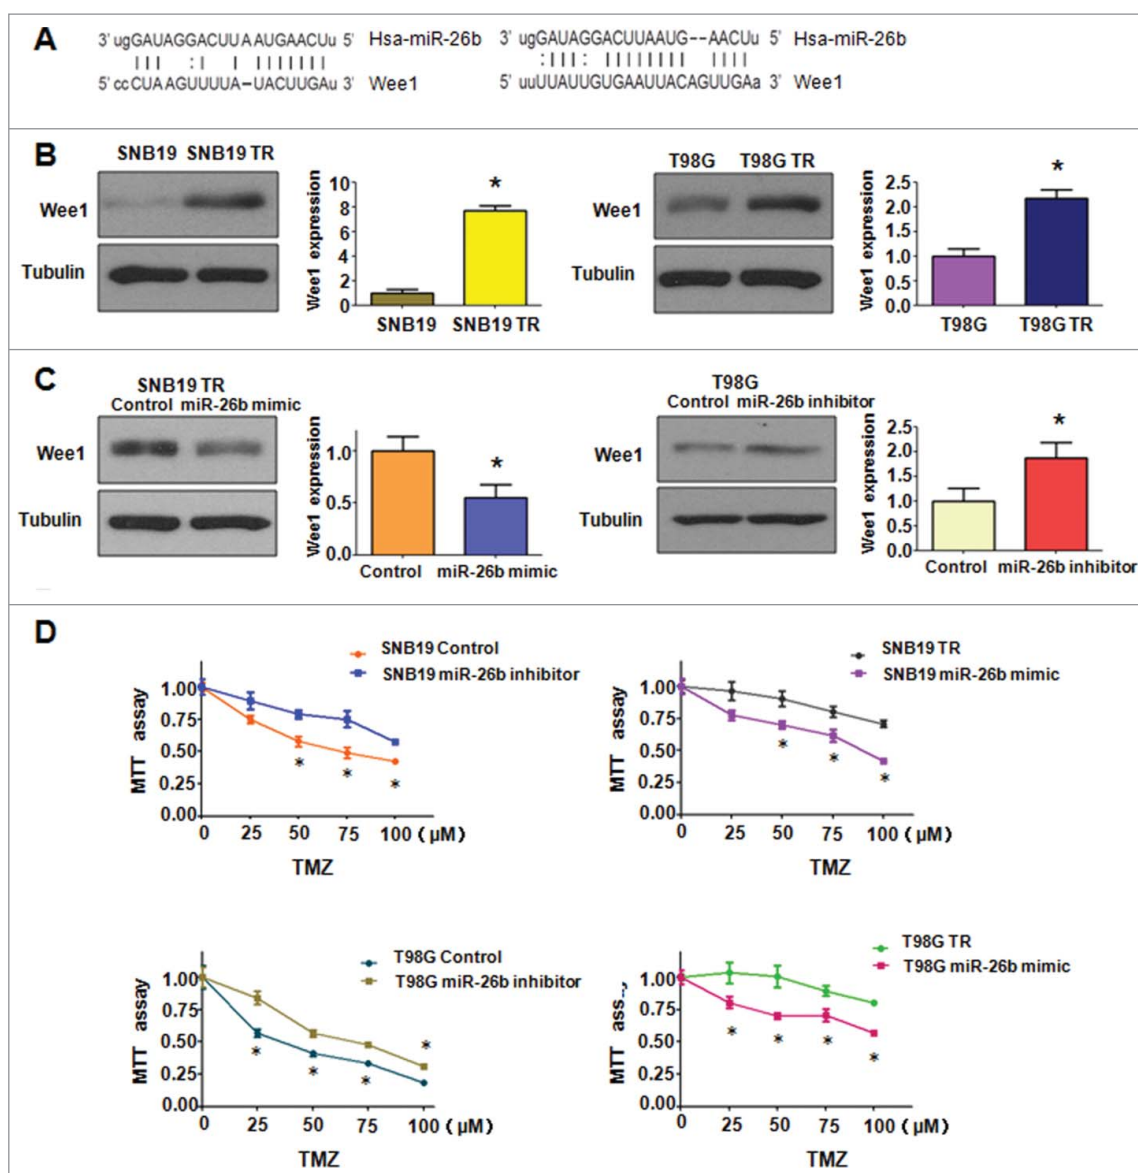 A
3' ugGAUAGGACUUAAUGAACUu 5' Hsa-miR-26b
5' ccCUAAGUUUUA-UACUUGAu 3' Wee1
3' ugGAUAGGACUUAAUG--AACUu 5' Hsa-miR-26b
5' uuUUAUUGUGAAUUACAGUUGAa 3' Wee1
B
SNB19 SNB19 TR
Wee1
Tubulin
Wee1 expression
10
8
6
4
2
0
SNB19 SNB19 TR
*
T98G T98G TR
Wee1
Tubulin
Wee1 expression
2.5
2.0
1.5
1.0
0.5
0.0
T98G T98G TR
*
C
SNB19 TR
Control miR-26b mimic
Wee1
Tubulin
Wee1 expression
1.0
0.5
0.0
Control miR-26b mimic
*
T98G
Control miR-26b inhibitor
Wee1
Tubulin
Wee1 expression
2.5
2.0
1.5
1.0
0.5
0.0
Control miR-26b inhibitor
*
D
SNB19 Control
SNB19 miR-26b inhibitor
MTT assay
1.00
0.75
0.50
0.25
0.00
* * *
0 25 50 75 100 (μM)
TMZ
SNB19 TR
SNB19 miR-26b mimic
MTT assay
1.00
0.75
0.50
0.25
0.00
* * *
0 25 50 75 100 (μM)
TMZ
T98G Control
T98G miR-26b inhibitor
MTT assay
1.00
0.75
0.50
0.25
0.00
* * * *
0 25 50 75 100 (μM)
TMZ
T98G TR
T98G miR-26b mimic
1.00
0.75
0.50
0.25
0.00
* * * *
0 25 50 75 100 (μM)
TMZ